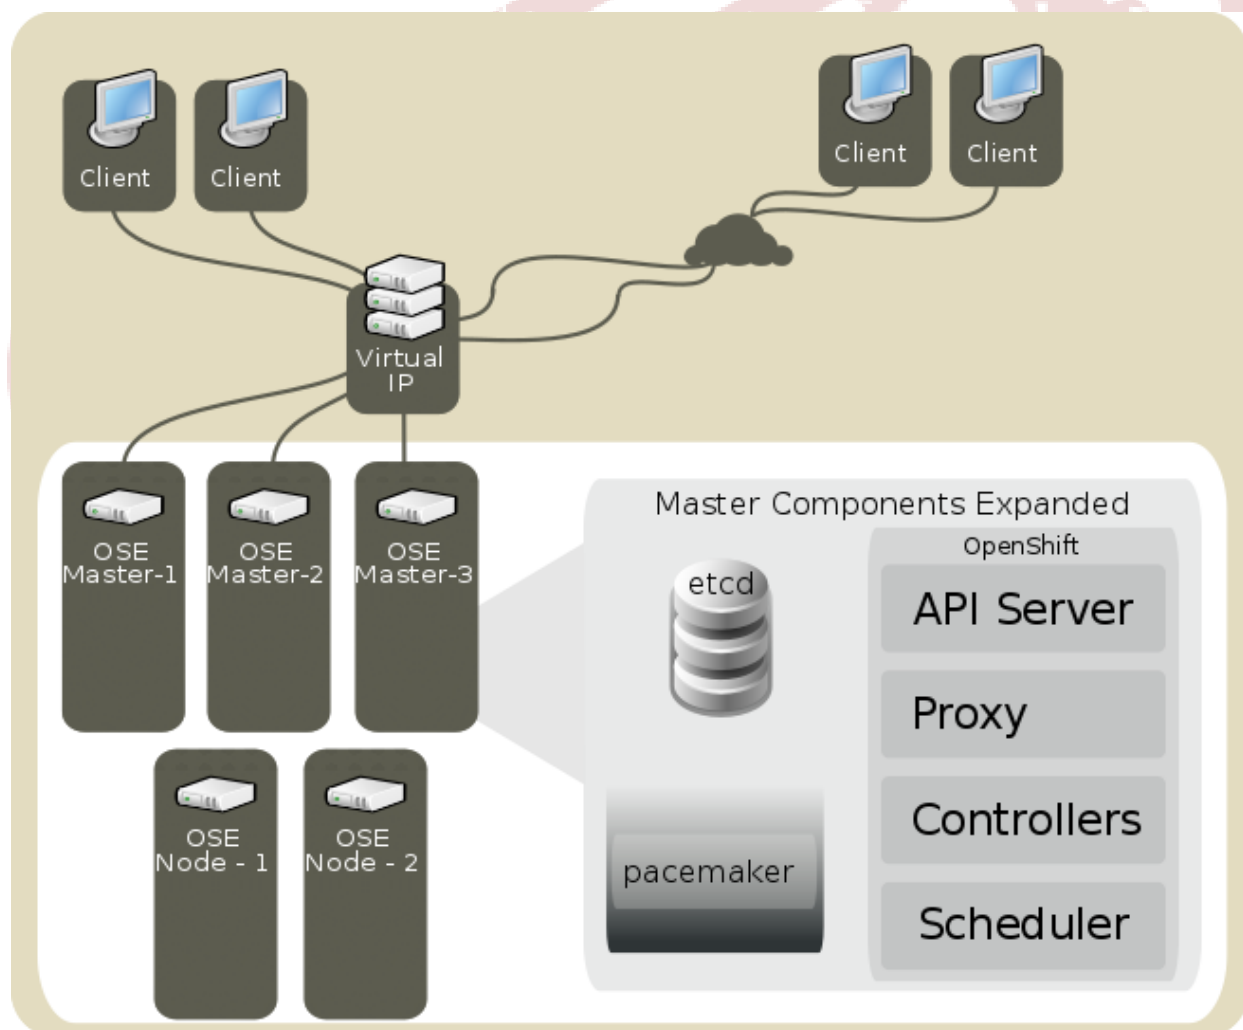 Client
Client
Client
Client
Virtual
IP
OSE
Master-1
OSE
Master-2
OSE
Master-3
Master Components Expanded
etcd
pacemaker
OpenShift
API Server
Proxy
Controllers
Scheduler
OSE
Node - 1
OSE
Node - 2